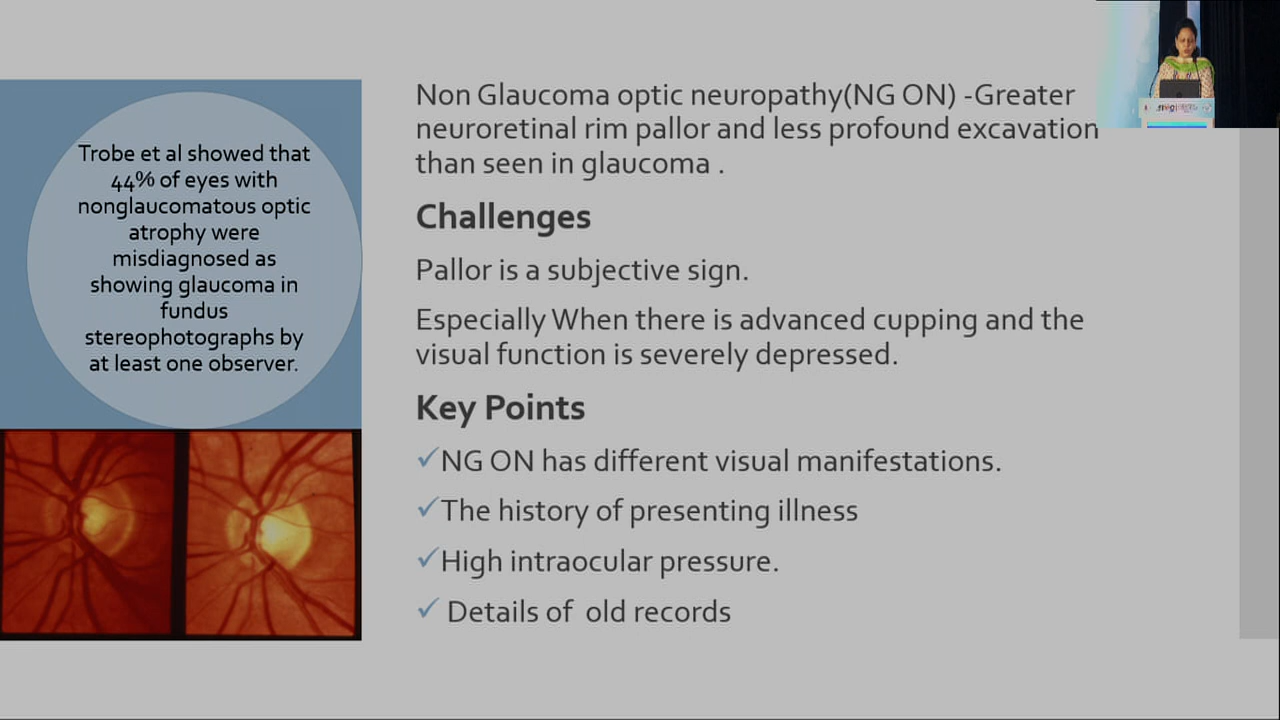 Trobe et al showed that
44% of eyes with
nonglaucomatous optic
atrophy were
misdiagnosed as
showing glaucoma in
fundus
stereophotographs by
at least one observer.
Non Glaucoma optic neuropathy(NG ON) -Greater
neuroretinal rim pallor and less profound excavation
than seen in glaucoma .
Challenges
Pallor is a subjective sign.
Especially When there is advanced cupping and the
visual function is severely depressed.
Key Points
✓NG ON has different visual manifestations.
✓The history of presenting illness
✓High intraocular pressure.
✓ Details of old records